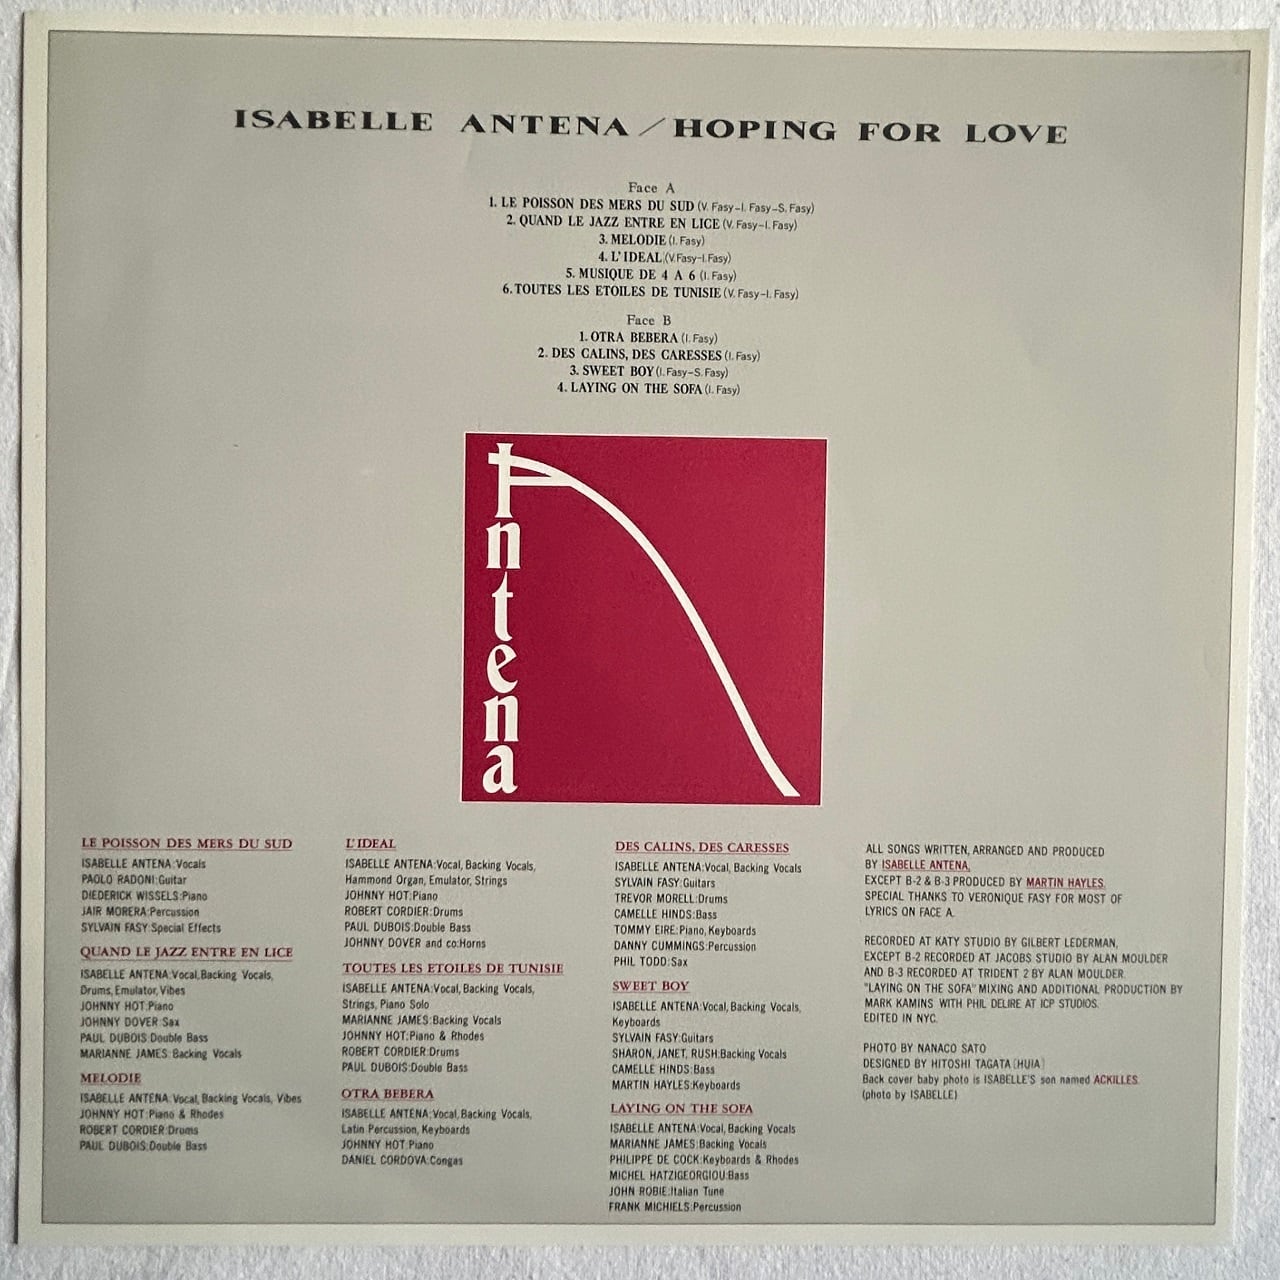 ISABELLE ANTENA / HOPING FOR LOVE
Face A
1. LE POISSON DES MERS DU SUD (V. Fasy–I. Fasy–S. Fasy)
2. QUAND LE JAZZ ENTRE EN LICE (V. Fasy–I. Fasy)
3. MELODIE (I. Fasy)
4. L'IDEAL (V.Fasy–I.Fasy)
5. MUSIQUE DE 4 A 6 (I. Fasy)
6. TOUTES LES ETOILES DE TUNISIE (V. Fasy–I. Fasy)
Face B
1. OTRA BEBERA (I. Fasy)
2. DES CALINS, DES CARESSES (I. Fasy)
3. SWEET BOY (I. Fasy–S. Fasy)
4. LAYING ON THE SOFA (I. Fasy)
Antena
LE POISSON DES MERS DU SUD
ISABELLE ANTENA:Vocals
PAOLO RADONI:Guitar
DIEDERICK WISSELS:Piano
JAIR MORERA:Percussion
SYLVAIN FASY:Special Effects
QUAND LE JAZZ ENTRE EN LICE
ISABELLE ANTENA:Vocal, Backing Vocals,
Drums, Emulator, Vibes
JOHNNY HOT:Piano
JOHNNY DOVER:Sax
PAUL DUBOIS:Double Bass
MARIANNE JAMES:Backing Vocals
MELODIE
ISABELLE ANTENA:Vocal, Backing Vocals, Vibes
JOHNNY HOT:Piano & Rhodes
ROBERT CORDIER:Drums
PAUL DUBOIS:Double Bass
L'IDEAL
ISABELLE ANTENA:Vocal, Backing Vocals,
Hammond Organ, Emulator, Strings
JOHNNY HOT:Piano
ROBERT CORDIER:Drums
PAUL DUBOIS:Double Bass
JOHNNY DOVER and co:Horns
TOUTES LES ETOILES DE TUNISIE
ISABELLE ANTENA:Vocal, Backing Vocals,
Strings, Piano Solo
MARIANNE JAMES:Backing Vocals
JOHNNY HOT:Piano & Rhodes
ROBERT CORDIER:Drums
PAUL DUBOIS:Double Bass
OTRA BEBERA
ISABELLE ANTENA:Vocal, Backing Vocals,
Latin Percussion, Keyboards
JOHNNY HOT:Piano
DANIEL CORDOVA:Congas
DES CALINS, DES CARESSES
ISABELLE ANTENA:Vocal, Backing Vocals
SYLVAIN FASY:Guitars
TREVOR MORELL:Drums
CAMELLE HINDS:Bass
TOMMY EIRE:Piano, Keyboards
DANNY CUMMINGS:Percussion
PHIL TODD:Sax
SWEET BOY
ISABELLE ANTENA:Vocal, Backing Vocals,
Keyboards
SYLVAIN FASY:Guitars
SHARON, JANET, RUSH:Backing Vocals
CAMELLE HINDS:Bass
MARTIN HAYLES:Keyboards
LAYING ON THE SOFA
ISABELLE ANTENA:Vocal, Backing Vocals
MARIANNE JAMES:Backing Vocals
PHILIPPE DE COCK:Keyboards & Rhodes
MICHEL HATZIGEORGIOU:Bass
JOHN ROBIE:Italian Tune
FRANK MICHIELS:Percussion
ALL SONGS WRITTEN, ARRANGED AND PRODUCED
BY ISABELLE ANTENA,
EXCEPT B-2 & B-3 PRODUCED BY MARTIN HAYLES.
SPECIAL THANKS TO VERONIQUE FASY FOR MOST OF
LYRICS ON FACE A.
RECORDED AT KATY STUDIO BY GILBERT LEDERMAN,
EXCEPT B-2 RECORDED AT JACOBS STUDIO BY ALAN MOULDER
AND B-3 RECORDED AT TRIDENT 2 BY ALAN MOULDER.
"LAYING ON THE SOFA" MIXING AND ADDITIONAL PRODUCTION BY
MARK KAMINS WITH PHIL DELIRE AT ICP STUDIOS.
EDITED IN NYC.
PHOTO BY NANACO SATO
DESIGNED BY HITOSHI TAGATA [HUIA]
Back cover baby photo is ISABELLE'S son named ACKILLES.
(photo by ISABELLE)